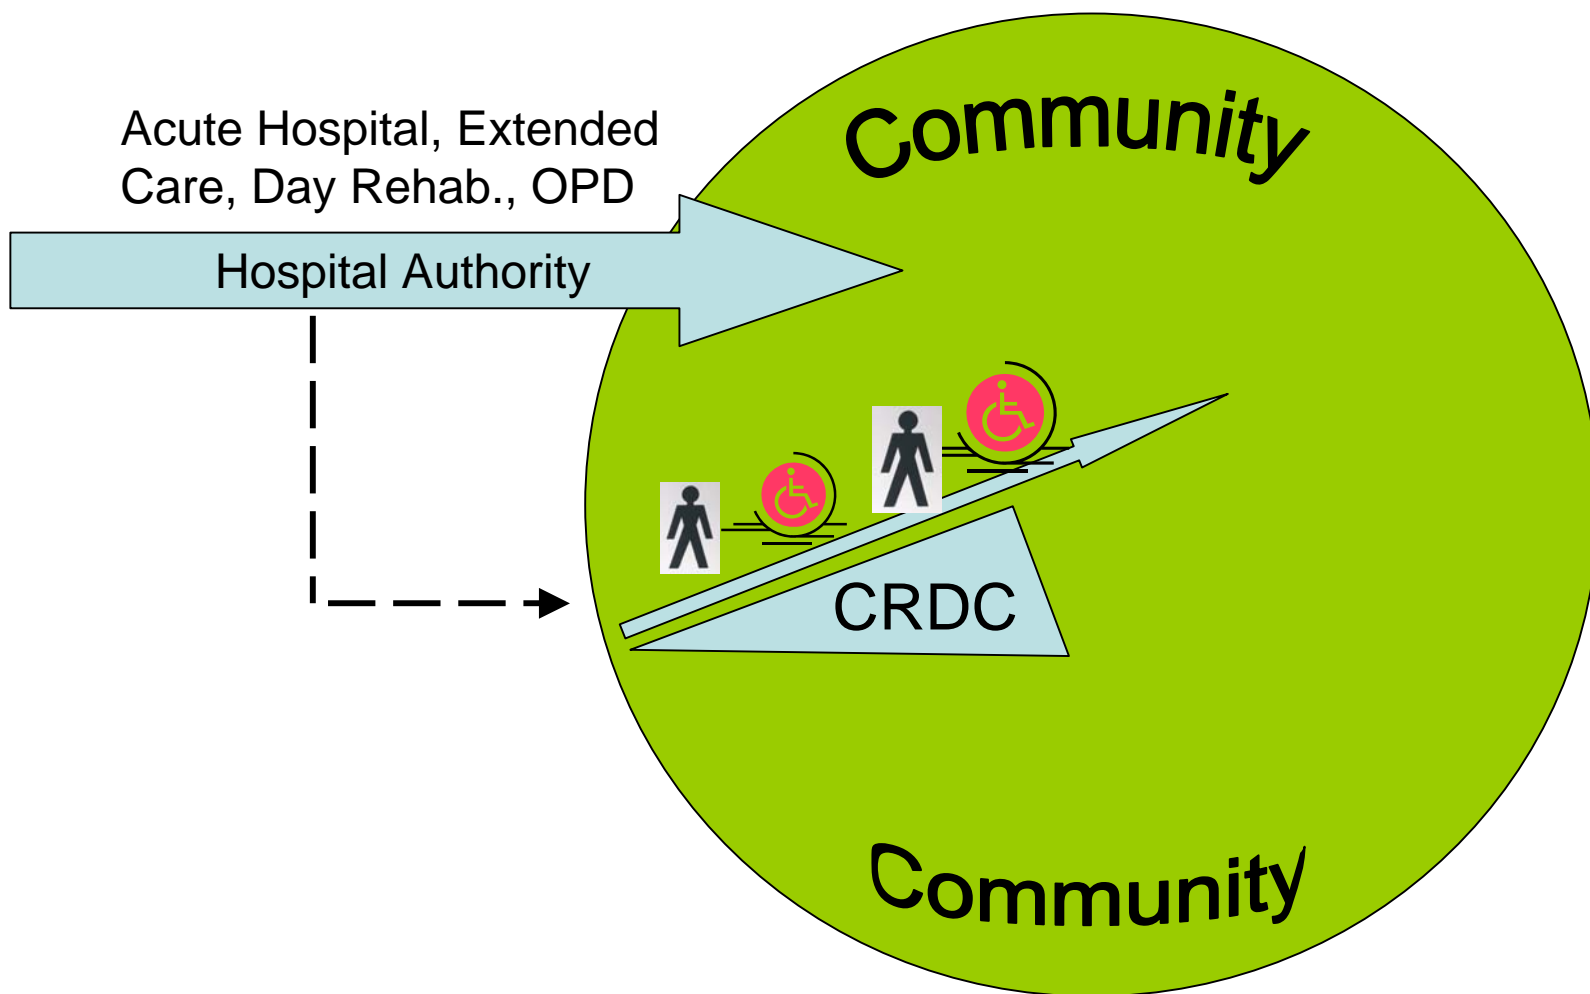 Community
Acute Hospital, Extended
Care, Day Rehab., OPD
Hospital Authority
CRDC
Community